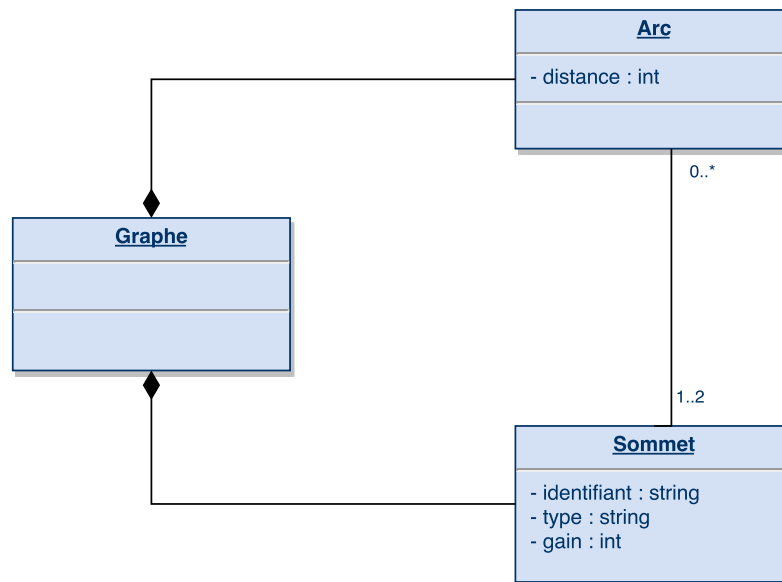 Arc
- distance : int
0..*
Graphe
1..2
Sommet
- identifiant : string
- type : string
- gain : int